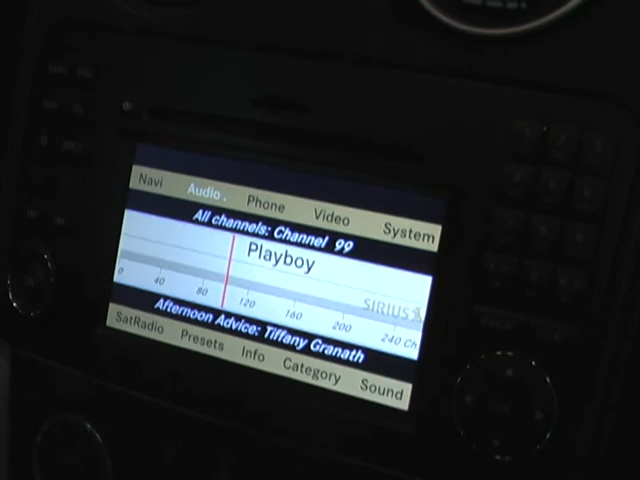 Navi Audio Phone Video System
All channels: Channel 99
Playboy
SIRIUS
0 40 80 120 160 200 240 Ch
Afternoon Advice: Tiffany Granath
SatRadio Presets Info Category Sound